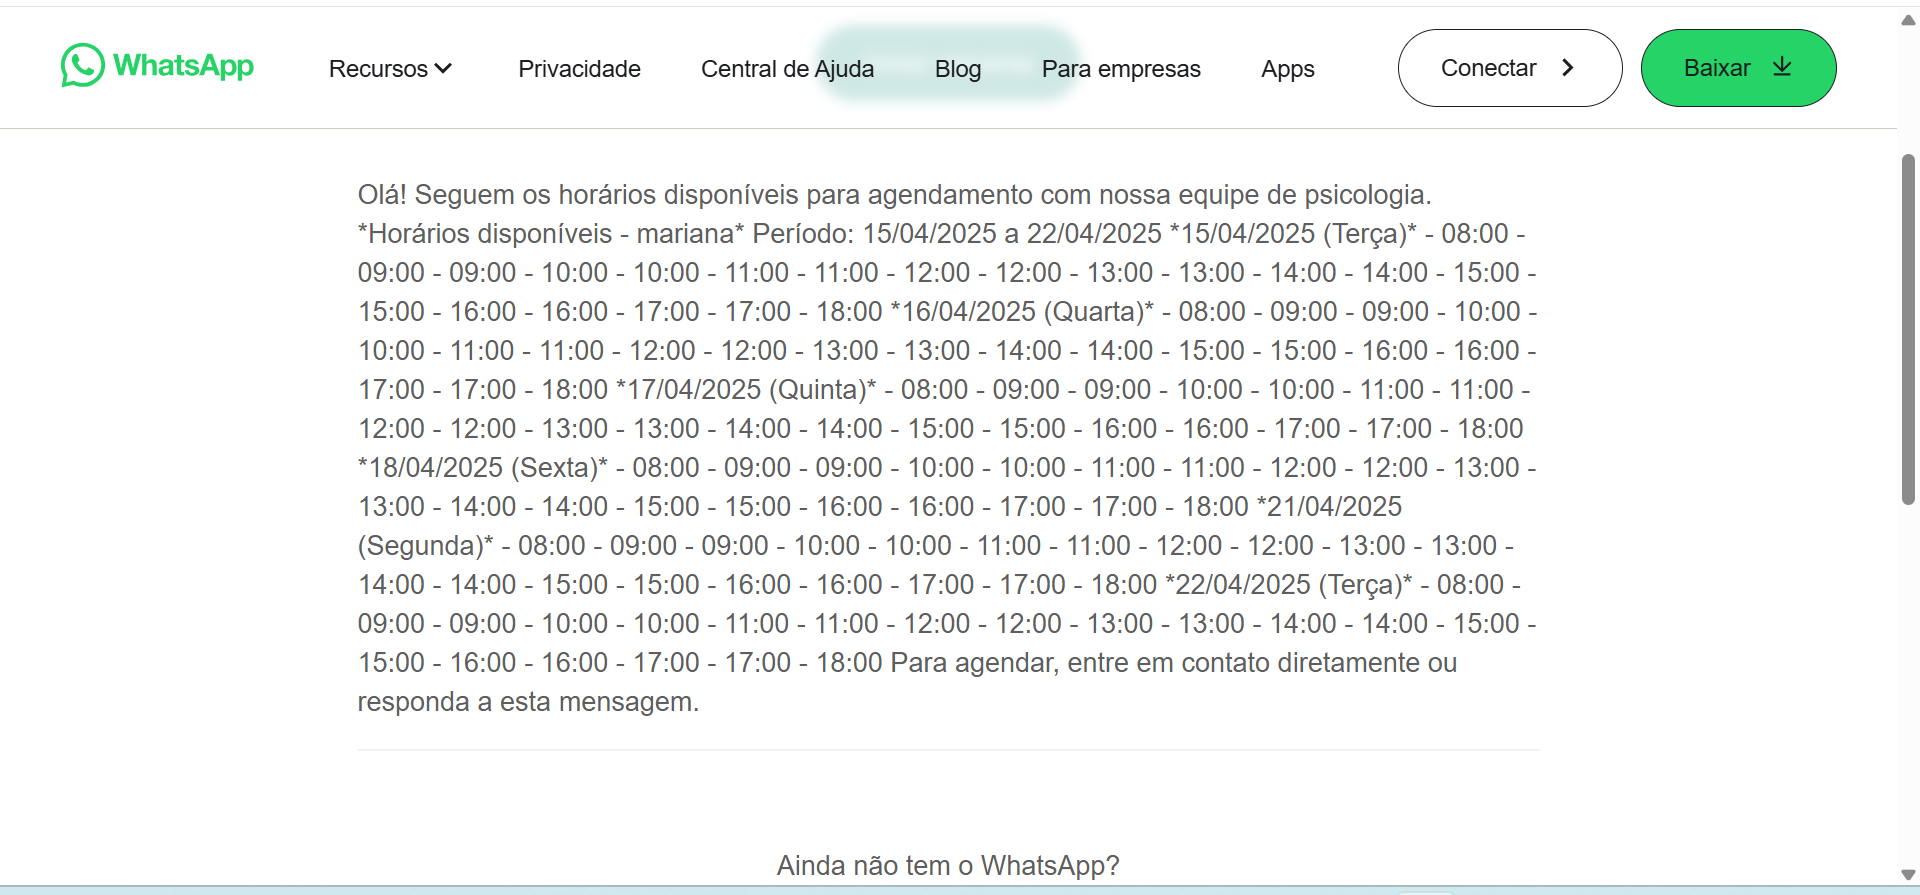 WhatsApp
Recursos
Privacidade
Central de Ajuda
Blog
Para empresas
Apps
Conectar
Baixar
Olá! Seguem os horários disponíveis para agendamento com nossa equipe de psicologia.
*Horários disponíveis - mariana* Período: 15/04/2025 a 22/04/2025 *15/04/2025 (Terça)* - 08:00 -
09:00 - 09:00 - 10:00 - 10:00 - 11:00 - 11:00 - 12:00 - 12:00 - 13:00 - 13:00 - 14:00 - 14:00 - 15:00 -
15:00 - 16:00 - 16:00 - 17:00 - 17:00 - 18:00 *16/04/2025 (Quarta)* - 08:00 - 09:00 - 09:00 - 10:00 -
10:00 - 11:00 - 11:00 - 12:00 - 12:00 - 13:00 - 13:00 - 14:00 - 14:00 - 15:00 - 15:00 - 16:00 - 16:00 -
17:00 - 17:00 - 18:00 *17/04/2025 (Quinta)* - 08:00 - 09:00 - 09:00 - 10:00 - 10:00 - 11:00 - 11:00 -
12:00 - 12:00 - 13:00 - 13:00 - 14:00 - 14:00 - 15:00 - 15:00 - 16:00 - 16:00 - 17:00 - 17:00 - 18:00
*18/04/2025 (Sexta)* - 08:00 - 09:00 - 09:00 - 10:00 - 10:00 - 11:00 - 11:00 - 12:00 - 12:00 - 13:00 -
13:00 - 14:00 - 14:00 - 15:00 - 15:00 - 16:00 - 16:00 - 17:00 - 17:00 - 18:00 *21/04/2025
(Segunda)* - 08:00 - 09:00 - 09:00 - 10:00 - 10:00 - 11:00 - 11:00 - 12:00 - 12:00 - 13:00 - 13:00 -
14:00 - 14:00 - 15:00 - 15:00 - 16:00 - 16:00 - 17:00 - 17:00 - 18:00 *22/04/2025 (Terça)* - 08:00 -
09:00 - 09:00 - 10:00 - 10:00 - 11:00 - 11:00 - 12:00 - 12:00 - 13:00 - 13:00 - 14:00 - 14:00 - 15:00 -
15:00 - 16:00 - 16:00 - 17:00 - 17:00 - 18:00 Para agendar, entre em contato diretamente ou
responda a esta mensagem.
Ainda não tem o WhatsApp?